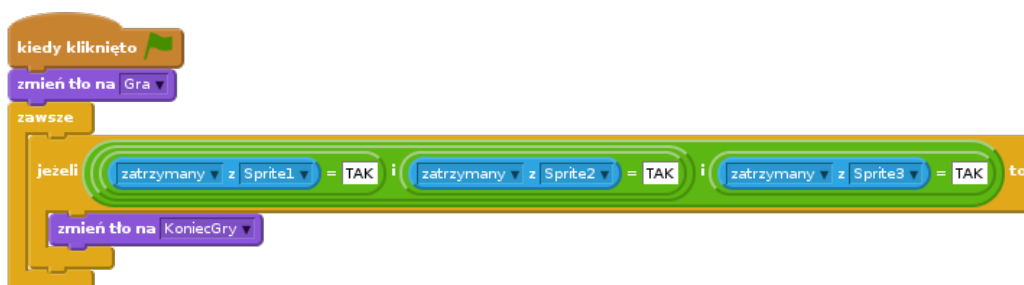 kiedy kliknięto
zmień tło na Gra
zawsze
jeżeli zatrzymany z Sprite1 = TAK i zatrzymany z Sprite2 = TAK i zatrzymany z Sprite3 = TAK to
zmień tło na KoniecGry